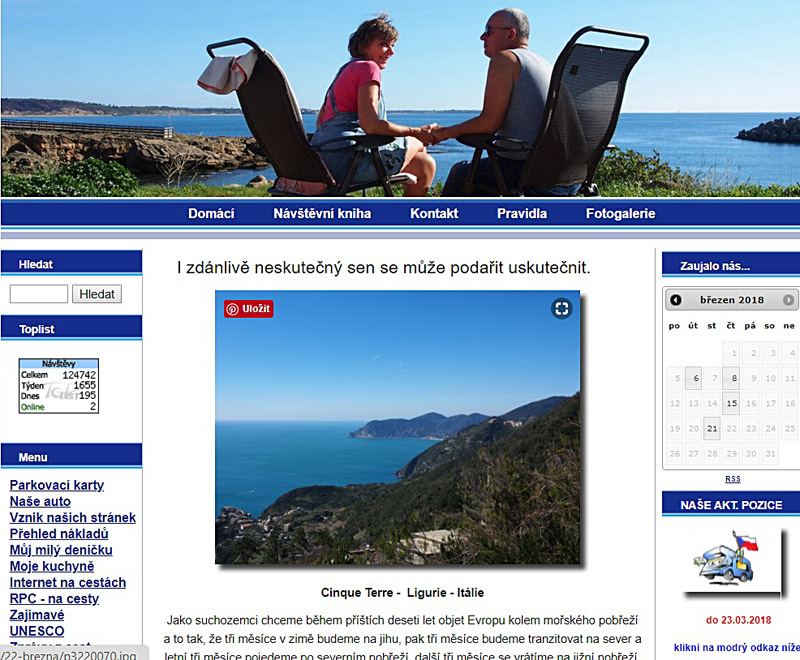 Domácí Návštěvní kniha Kontakt Pravidla Fotogalerie
Hledat
Hledat
Toplist
Návštěvy
Celkem 124742
Týden 1655
Dnes 195
Online 2
Menu
Parkovací karty
Naše auto
Vznik našich stránek
Přehled nákladů
Můj milý deníčku
Moje kuchyně
Internet na cestách
RPC - na cesty
Zajímavé
UNESCO
/22-brezna/p3220070.jpg
I zdánlivě neskutečný sen se může podařit uskutečnit.
Uložit
Cinque Terre - Ligurie - Itálie
Jako suchozemci chceme během příštích deseti let objet Evropu kolem mořského pobřeží
a to tak, že tři měsíce v zimě budeme na jihu, pak tři měsíce budeme tranzitovat na sever a
letní tři měsíce pojedeme po severním pobřeží, další tři měsíce se vrátíme na jižní pobřeží
Zaujalo nás...
březen 2018
po út st čt pá so ne
1 2 3 4
5 6 7 8 9 10 11
12 13 14 15 16 17 18
19 20 21 22 23 24 25
26 27 28 29 30 31
RSS
NAŠE AKT. POZICE
do 23.03.2018
klikni na modrý odkaz níže